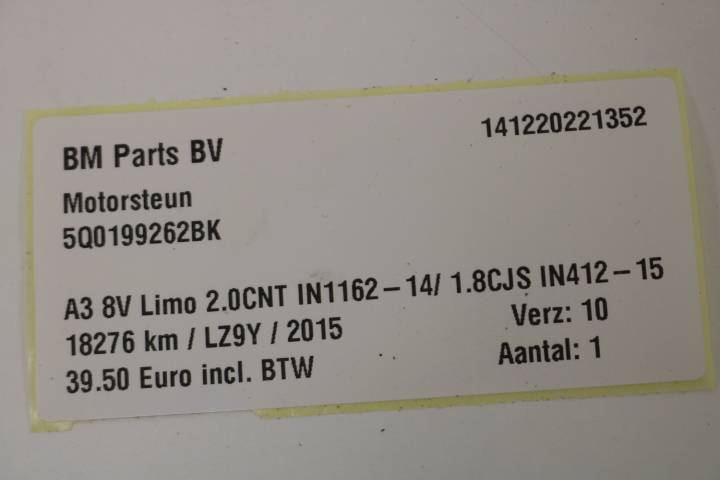 BM Parts BV
141220221352
Motorsteun
5Q0199262BK
A3 8V Limo 2.0CNT IN1162-14/ 1.8CJS IN412-15
18276 km / LZ9Y / 2015
Verz: 10
39.50 Euro incl. BTW
Aantal: 1